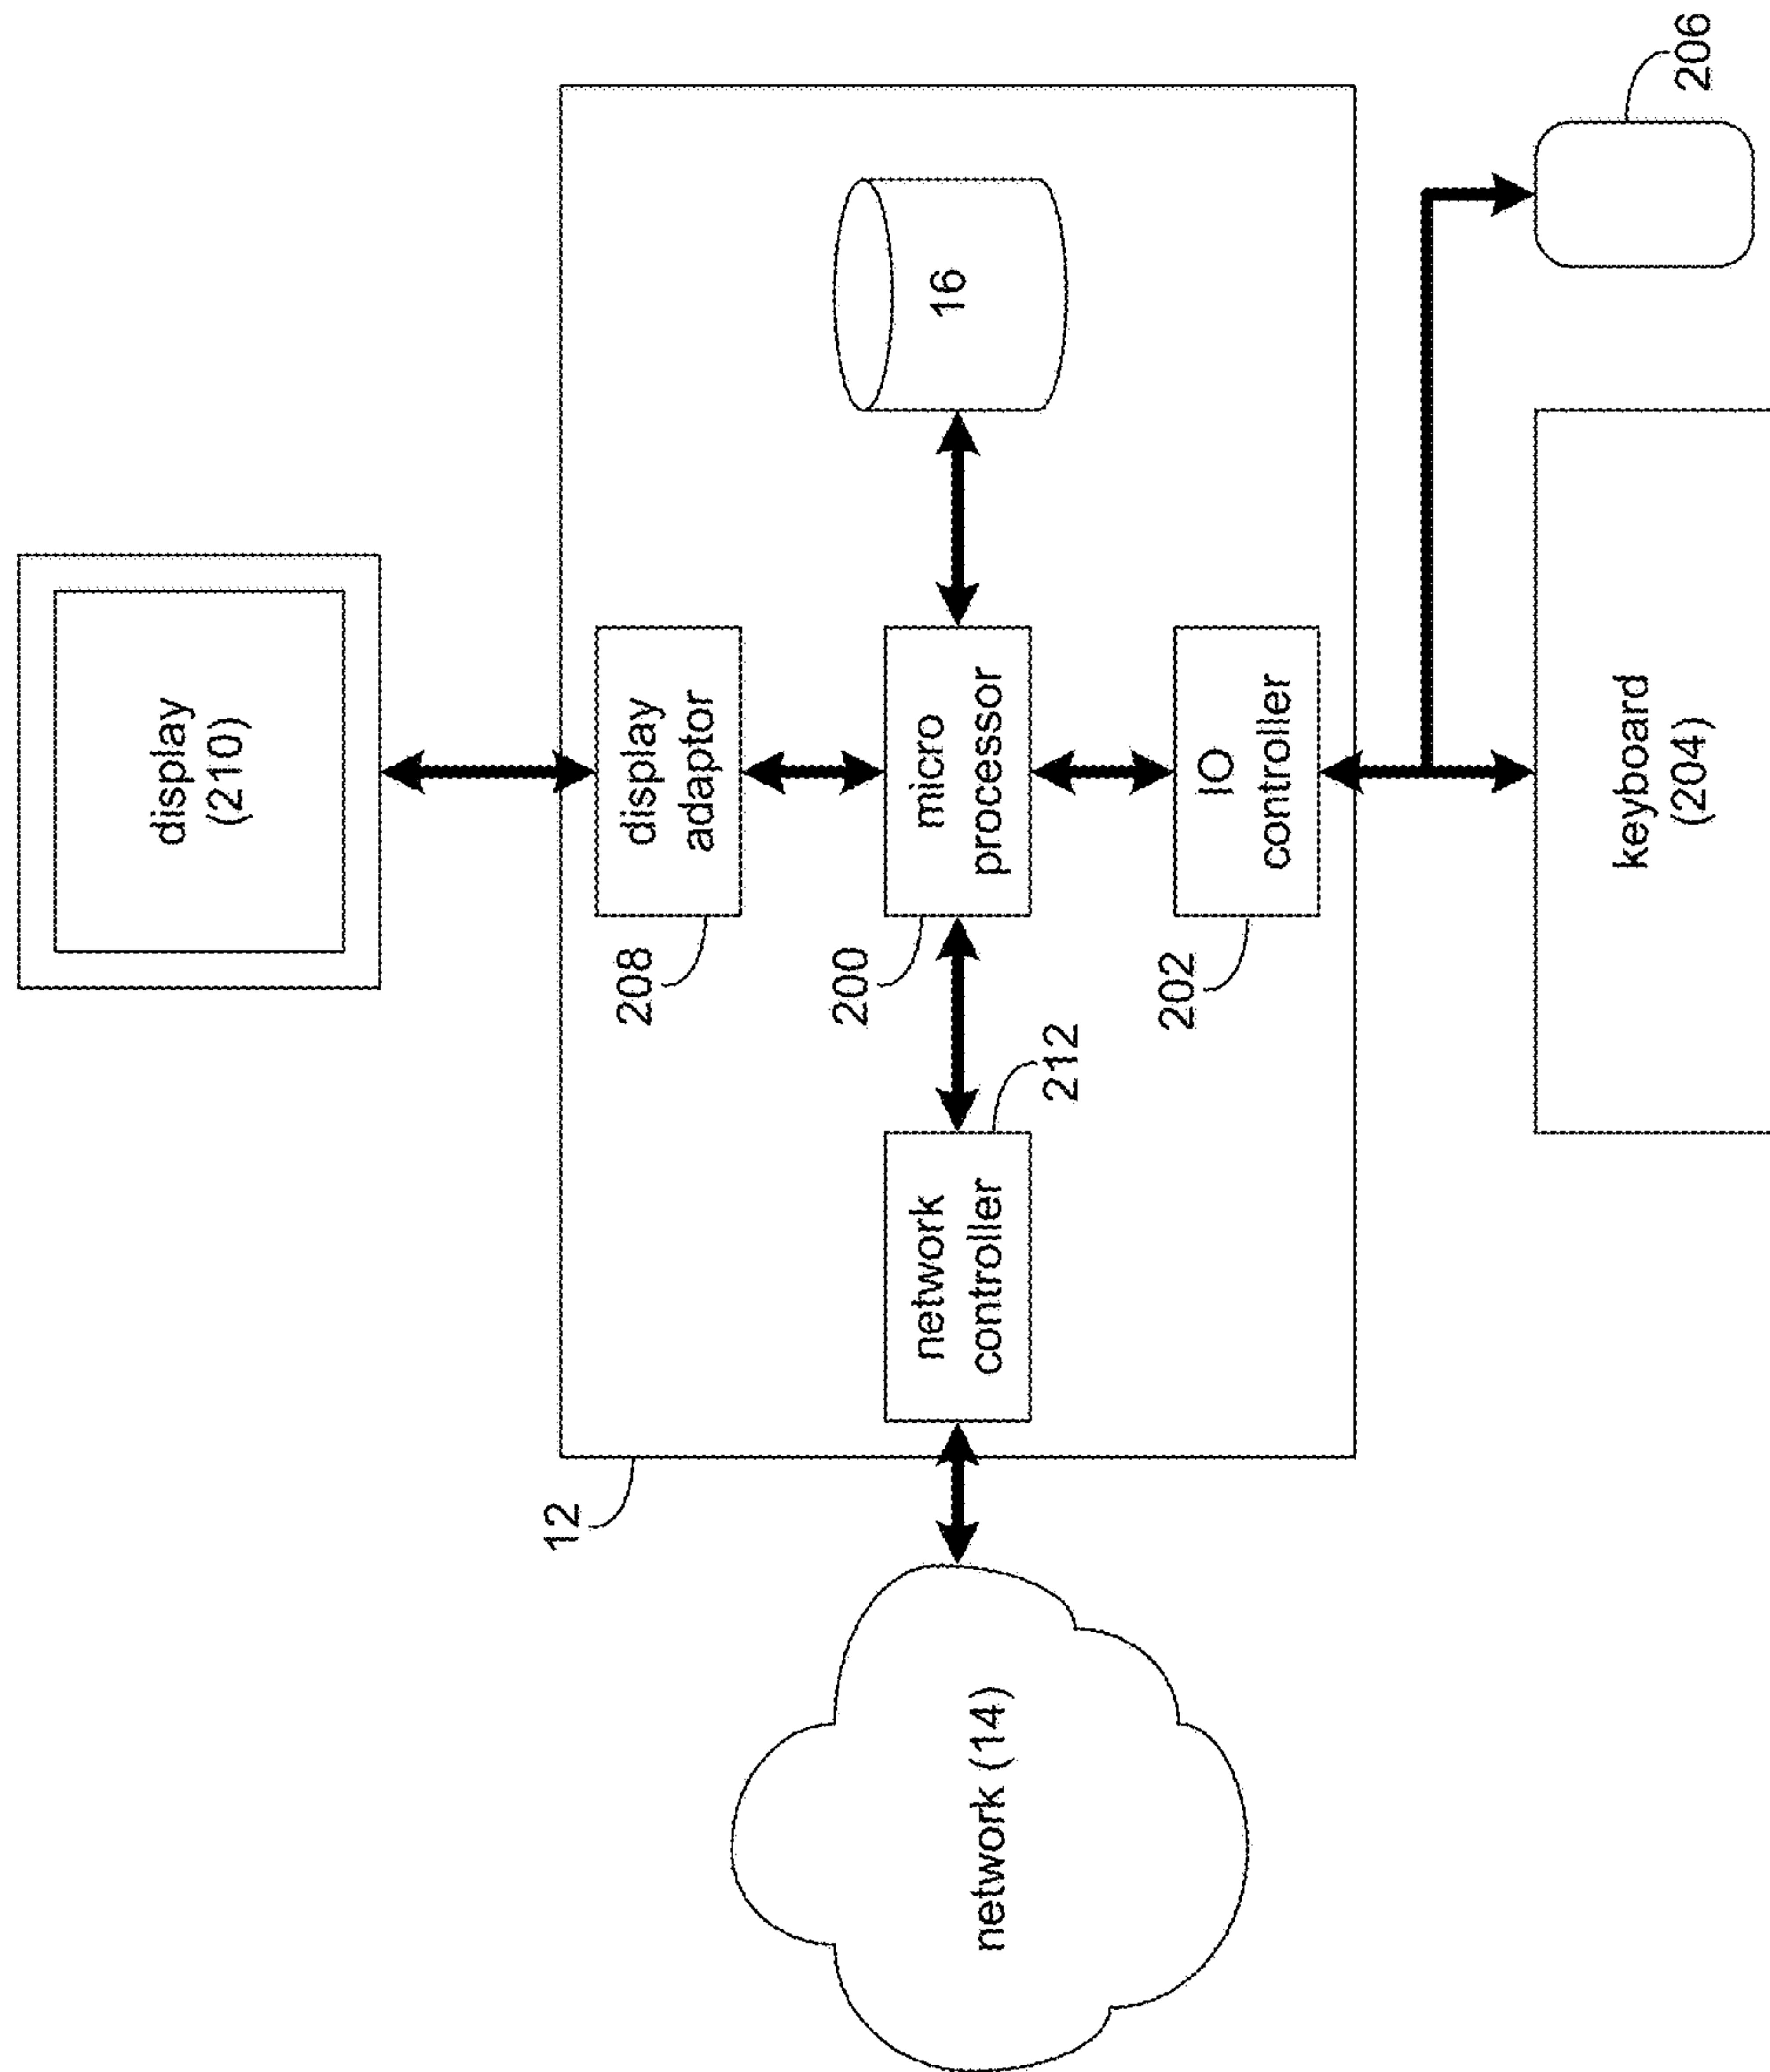 display
(210)
208
display
adaptor
200
micro
processor
16
212
network
controller
202
IO
controller
12
network (14)
keyboard
(204)
206